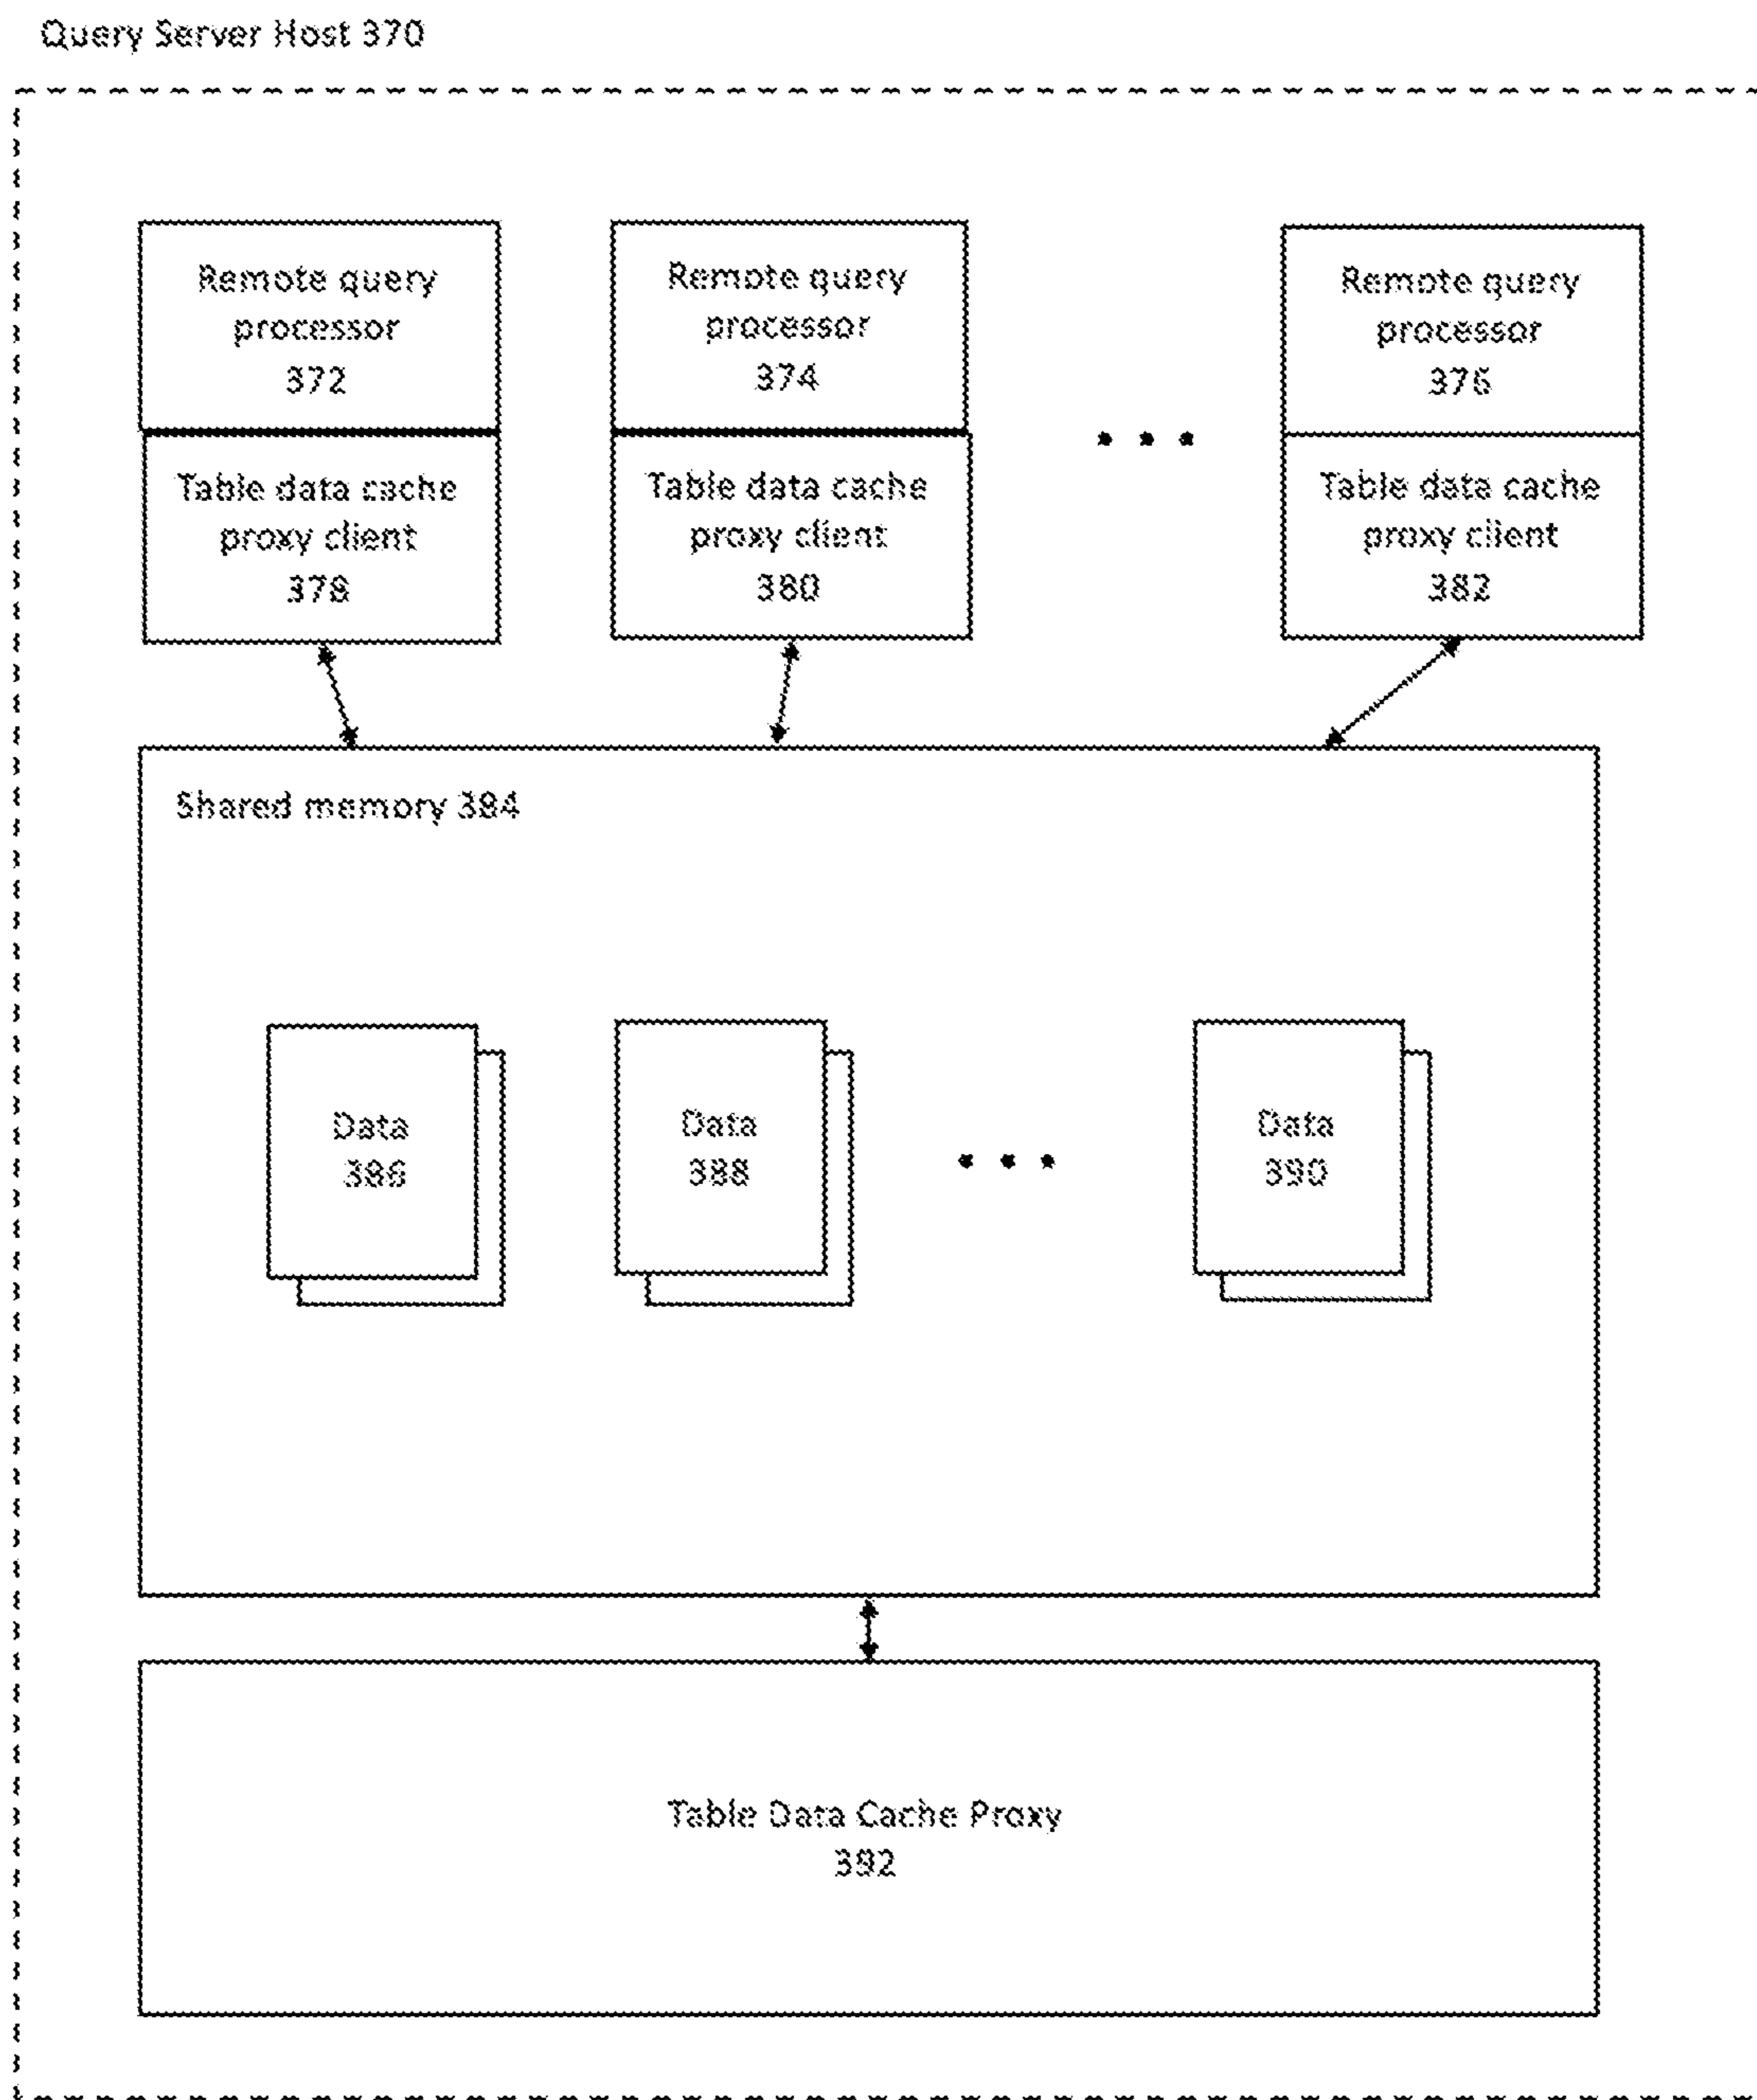 Query Server Host 370
Remote query
processor
372
Remote query
processor
374
Remote query
processor
376
Table data cache
proxy client
378
Table data cache
proxy client
380
Table data cache
proxy client
382
Shared memory 384
Data
386
Data
388
Data
390
Table Data Cache Proxy
392